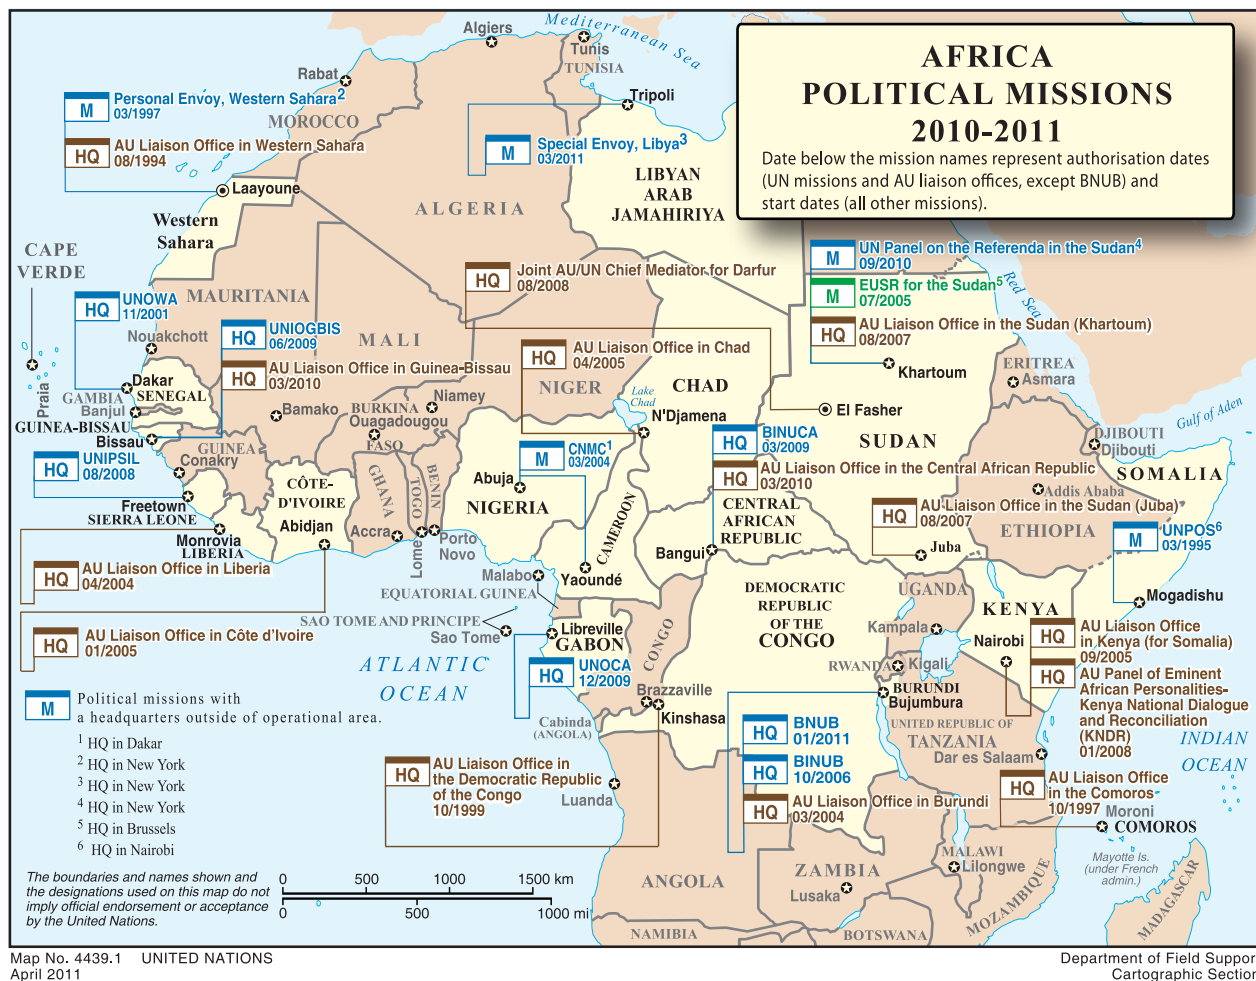 AFRICA
POLITICAL MISSIONS
2010-2011
Date below the mission names represent authorisation dates
(UN missions and AU liaison offices, except BNUB) and
start dates (all other missions).
Mediterranean Sea
Algiers
Tunis
TUNISIA
Rabat
MOROCCO
Tripoli
M
Personal Envoy, Western Sahara2
03/1997
HQ
AU Liaison Office in Western Sahara
08/1994
M
Special Envoy, Libya3
03/2011
LIBYAN
ARAB
JAMAHIRIYA
Laayoune
Western
Sahara
ALGERIA
CAPE
VERDE
Praia
MAURITANIA
Nouakchott
MALI
HQ
UNOWA
11/2001
HQ
UNIOGBIS
06/2009
HQ
AU Liaison Office in Guinea-Bissau
03/2010
HQ
Joint AU/UN Chief Mediator for Darfur
08/2008
HQ
AU Liaison Office in Chad
04/2005
M
UN Panel on the Referenda in the Sudan4
09/2010
M
EUSR for the Sudan5
07/2005
HQ
AU Liaison Office in the Sudan (Khartoum)
08/2007
Red Sea
Khartoum
ERITREA
Asmara
Gulf of Aden
NIGER
Niamey
Lake
Chad
CHAD
N'Djamena
El Fasher
SUDAN
Dakar
SENEGAL
GAMBIA
Banjul
GUINEA-BISSAU
Bissau
Bamako
BURKINA
Ouagadougou
FASO
GUINEA
Conakry
HQ
UNIPSIL
08/2008
Freetown
SIERRA LEONE
Monrovia
LIBERIA
CÔTE-
D'IVOIRE
Abidjan
GHANA
Accra
TOGO
Lome
BENIN
Porto
Novo
Abuja
NIGERIA
M
CNMC1
03/2004
CAMEROON
Yaoundé
HQ
BINUCA
03/2009
HQ
AU Liaison Office in the Central African Republic
03/2010
CENTRAL
AFRICAN
REPUBLIC
Bangui
HQ
AU Liaison Office in the Sudan (Juba)
08/2007
Juba
DJIBOUTI
Djibouti
Addis Ababa
ETHIOPIA
SOMALIA
M
UNPOS6
03/1995
Mogadishu
HQ
AU Liaison Office in Liberia
04/2004
HQ
AU Liaison Office in Côte d'Ivoire
01/2005
Malabo
EQUATORIAL GUINEA
SAO TOME AND PRINCIPE
Sao Tome
Libreville
GABON
HQ
UNOCA
12/2009
CONGO
Brazzaville
Kinshasa
Cabinda
(ANGOLA)
DEMOCRATIC
REPUBLIC
OF THE
CONGO
UGANDA
Kampala
RWANDA
Kigali
BURUNDI
Bujumbura
KENYA
Nairobi
HQ
AU Liaison Office
in Kenya (for Somalia)
09/2005
HQ
AU Panel of Eminent
African Personalities-
Kenya National Dialogue
and Reconciliation
(KNDR)
01/2008
UNITED REPUBLIC OF
TANZANIA
Dar es Salaam
INDIAN
OCEAN
ATLANTIC
OCEAN
HQ
BNUB
01/2011
HQ
BINUB
10/2006
HQ
AU Liaison Office in Burundi
03/2004
HQ
AU Liaison Office in
the Democratic Republic
of the Congo
10/1999
HQ
AU Liaison Office
in the Comoros
10/1997
Moroni
COMOROS
Mayotte Is.
(under French
admin.)
Luanda
ANGOLA
ZAMBIA
Lusaka
MALAWI
Lilongwe
MOZAMBIQUE
MADAGASCAR
NAMIBIA
BOTSWANA
M
Political missions with
a headquarters outside of operational area.
1 HQ in Dakar
2 HQ in New York
3 HQ in New York
4 HQ in New York
5 HQ in Brussels
6 HQ in Nairobi
The boundaries and names shown and
the designations used on this map do not
imply official endorsement or acceptance
by the United Nations.
0 500 1000 1500 km
0 500 1000 mi
Map No. 4439.1 UNITED NATIONS
April 2011
Department of Field Suppor
Cartographic Section